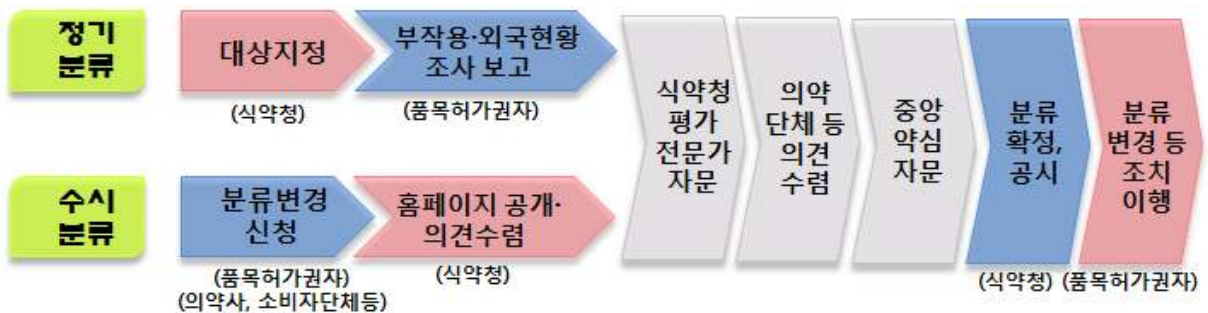 정기
분류
대상지정
(식약청)
부작용·외국현황
조사 보고
(품목허가권자)
수시
분류
분류변경
신청
(품목허가권자)
(의약사, 소비자단체등)
홈페이지 공개·
의견수렴
(식약청)
식약청
평가
전문가
자문
의약
단체 등
의견
수렴
중앙
약심
자문
분류
확정,
공시
(식약청)
분류
변경 등
조치
이행
(품목허가권자)